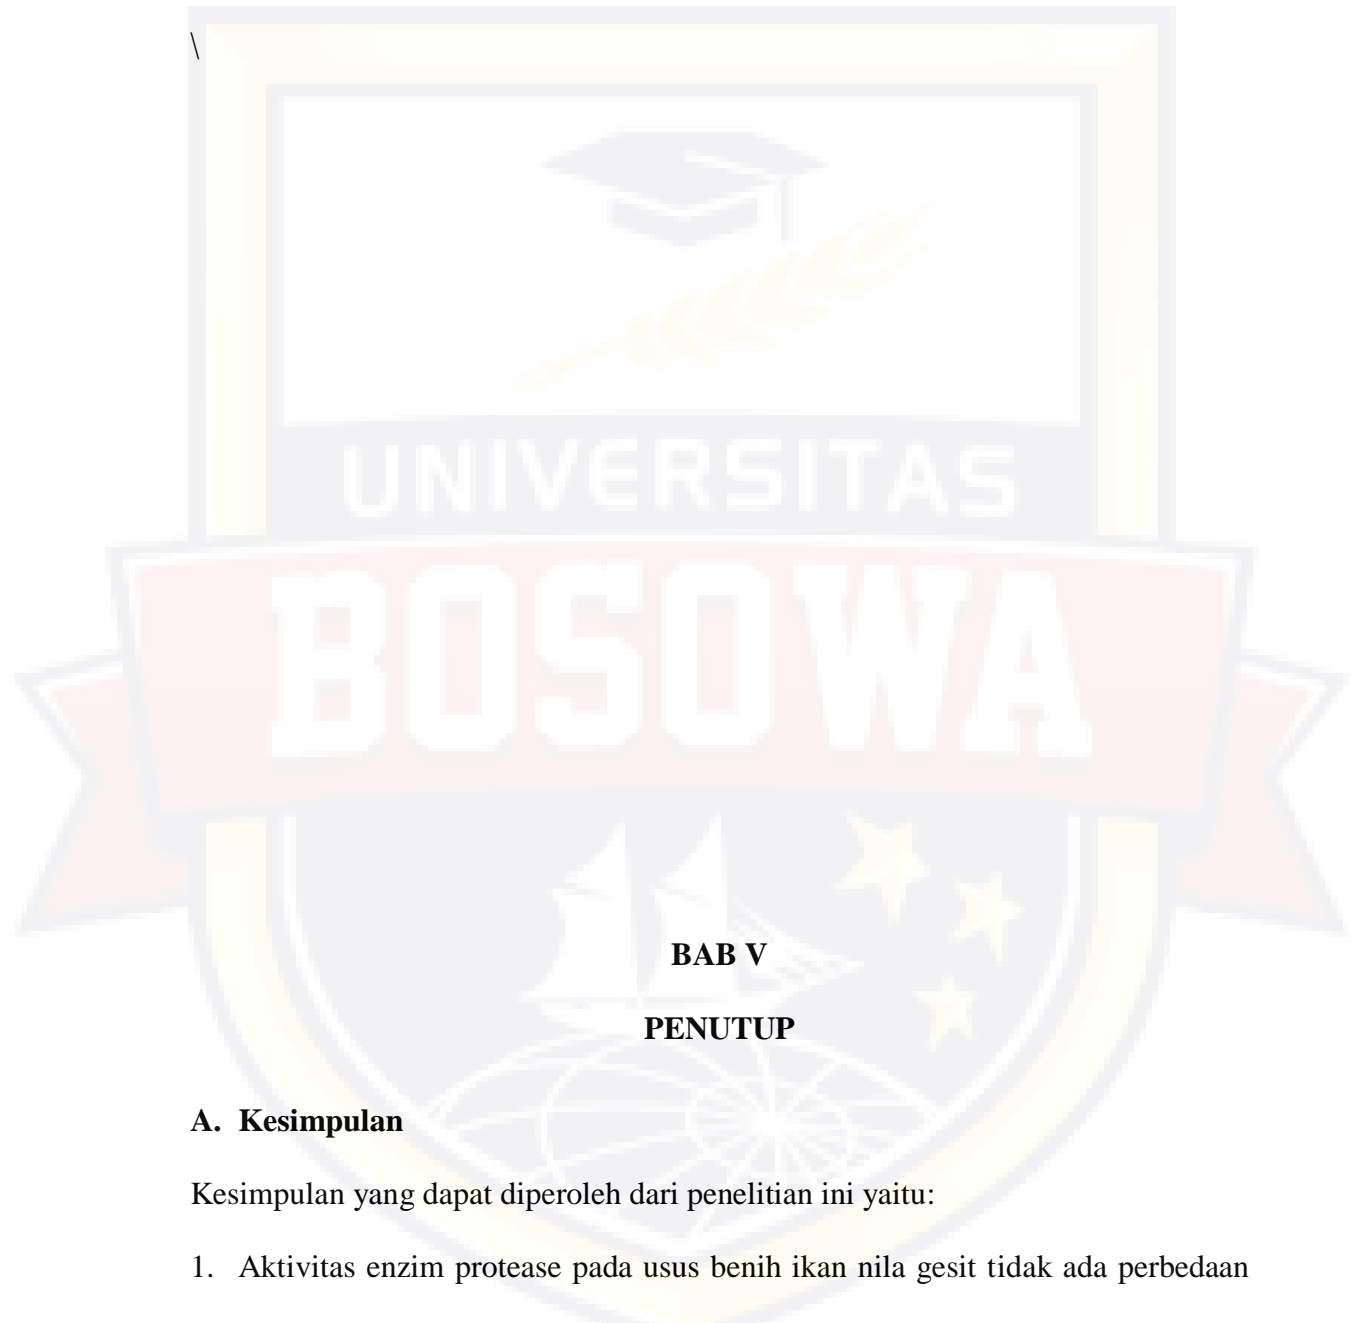 \
UNIVERSITAS
BOSOWA
BAB V
PENUTUP
A. Kesimpulan
Kesimpulan yang dapat diperoleh dari penelitian ini yaitu:
1. Aktivitas enzim protease pada usus benih ikan nila gesit tidak ada perbedaan